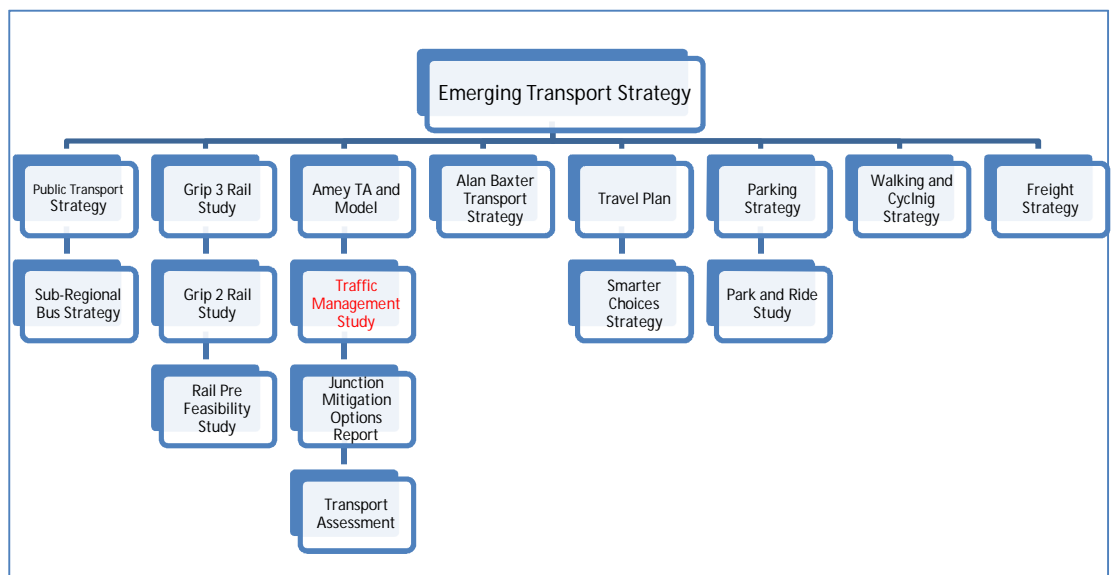 Emerging Transport Strategy
Public Transport
Strategy
Grip 3 Rail
Study
Amey TA and
Model
Alan Baxter
Transport
Strategy
Travel Plan
Parking
Strategy
Walking and
Cyclnig
Strategy
Freight
Strategy
Sub-Regional
Bus Strategy
Grip 2 Rail
Study
Traffic
Management
Study
Smarter
Choices
Strategy
Park and Ride
Study
Rail Pre
Feasibility
Study
Junction
Mitigation
Options
Report
Transport
Assessment